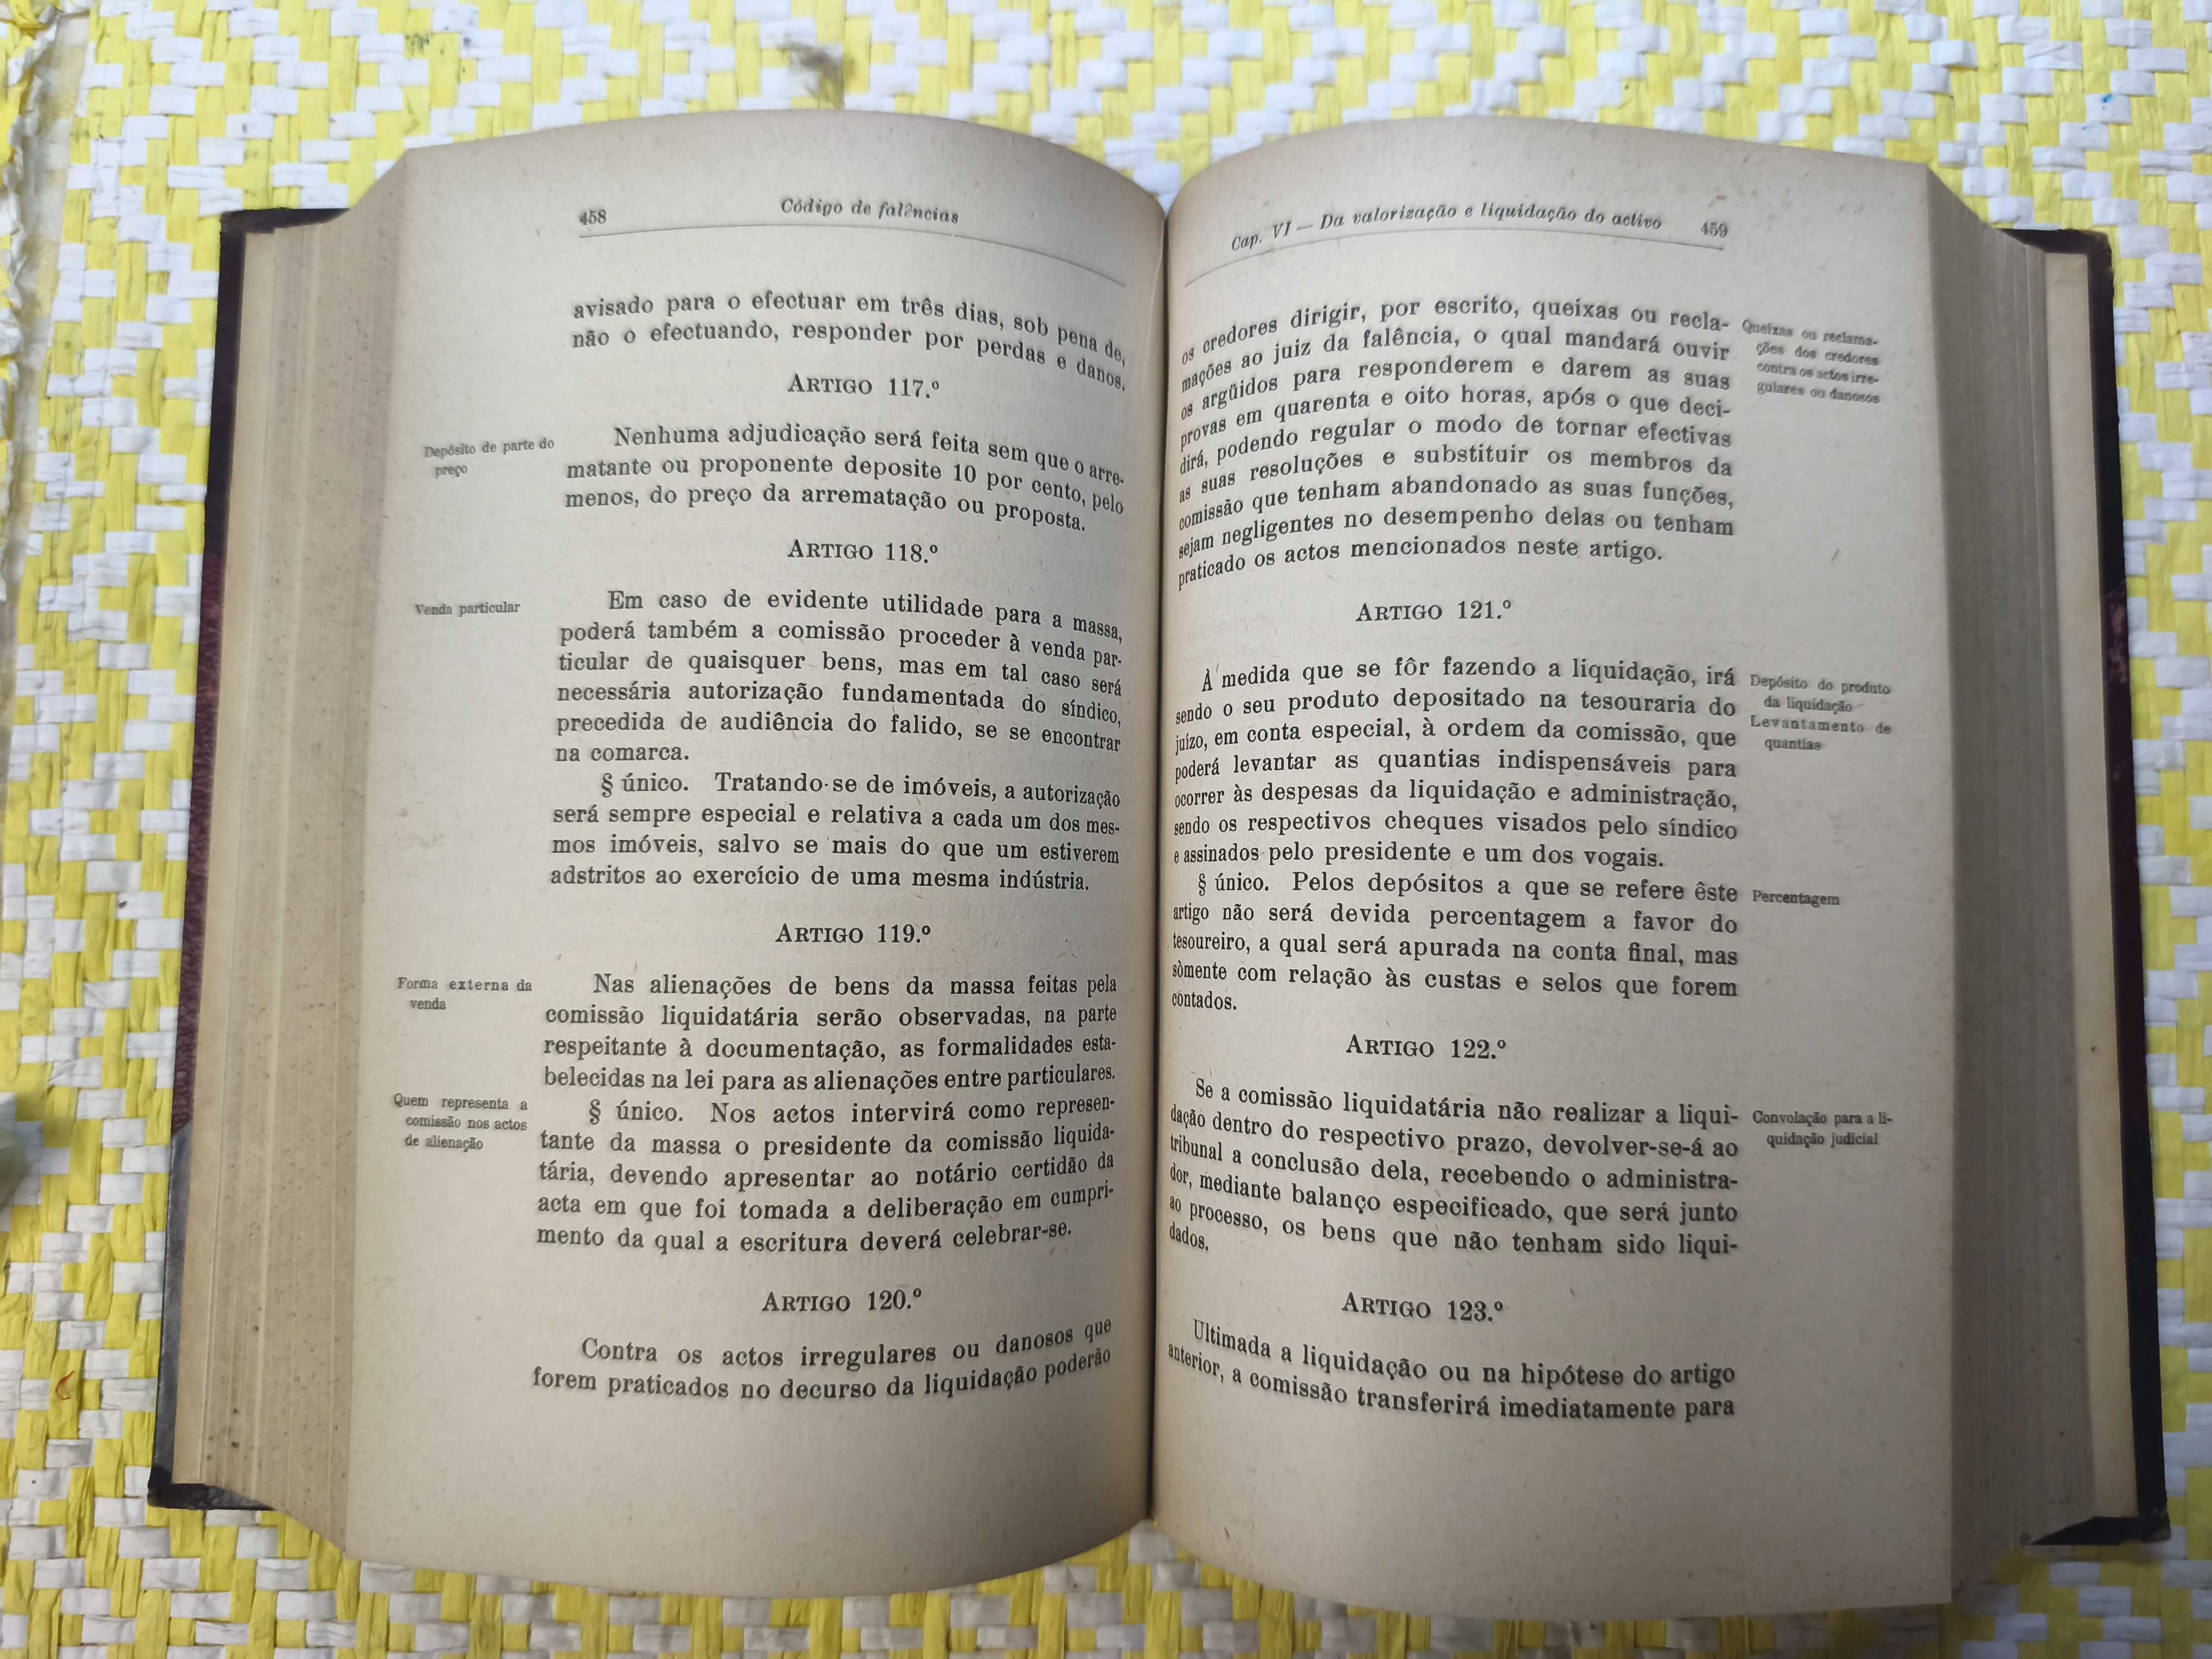 458
Código de falências
avisado para o efectuar em três dias, sob pena de,
não o efectuando, responder por perdas e danos.
ARTIGO 117.º
Depósito de parte do
preço
Nenhuma adjudicação será feita sem que o arre-
matante ou proponente deposite 10 por cento, pelo
menos, do preço da arrematação ou proposta.
ARTIGO 118.º
Venda particular
Em caso de evidente utilidade para a massa,
poderá também a comissão proceder à venda par-
ticular de quaisquer bens, mas em tal caso será
necessária autorização fundamentada do síndico,
precedida de audiência do falido, se se encontrar
na comarca.
§ único. Tratando-se de imóveis, a autorização
será sempre especial e relativa a cada um dos mes-
mos imóveis, salvo se mais do que um estiverem
adstritos ao exercício de uma mesma indústria.
ARTIGO 119.º
Forma externa da
venda
Nas alienações de bens da massa feitas pela
comissão liquidatária serão observadas, na parte
respeitante à documentação, as formalidades esta-
belecidas na lei para as alienações entre particulares.
Quem representa a
comissão nos actos
de alienação
§ único. Nos actos intervirá como represen-
tante da massa o presidente da comissão liquida-
tária, devendo apresentar ao notário certidão da
acta em que foi tomada a deliberação em cumpri-
mento da qual a escritura deverá celebrar-se.
ARTIGO 120.º
Contra os actos irregulares ou danosos que
forem praticados no decurso da liquidação poderão
Cap. VI — Da valorização e liquidação do activo
459
os credores dirigir, por escrito, queixas ou recla-
mações ao juiz da falência, o qual mandará ouvir
os argüidos para responderem e darem as suas
provas em quarenta e oito horas, após o que deci-
dirá, podendo regular o modo de tornar efectivas
as suas resoluções e substituir os membros da
comissão que tenham abandonado as suas funções,
sejam negligentes no desempenho delas ou tenham
praticado os actos mencionados neste artigo.
Queixas ou reclama-
ções dos credores
contra os actos irre-
gulares ou danosos
ARTIGO 121.º
À medida que se fôr fazendo a liquidação, irá
sendo o seu produto depositado na tesouraria do
juízo, em conta especial, à ordem da comissão, que
poderá levantar as quantias indispensáveis para
ocorrer às despesas da liquidação e administração,
sendo os respectivos cheques visados pelo síndico
e assinados pelo presidente e um dos vogais.
Depósito do produto
da liquidação
Levantamento de
quantias
§ único. Pelos depósitos a que se refere êste
artigo não será devida percentagem a favor do
tesoureiro, a qual será apurada na conta final, mas
sòmente com relação às custas e selos que forem
contados.
Percentagem
ARTIGO 122.º
Se a comissão liquidatária não realizar a liqui-
dação dentro do respectivo prazo, devolver-se-á ao
tribunal a conclusão dela, recebendo o administra-
dor, mediante balanço especificado, que será junto
ao processo, os bens que não tenham sido liqui-
dados.
Convolação para a li-
quidação judicial
ARTIGO 123.º
Ultimada a liquidação ou na hipótese do artigo
anterior, a comissão transferirá imediatamente para